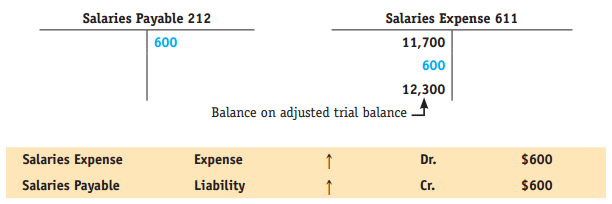 Salaries Payable 212 Salaries Expense 611
600 11,700
600
12,300
Balance on adjusted trial balance
Salaries Expense Expense ↑ Dr. $600
Salaries Payable Liability ↑ Cr. $600